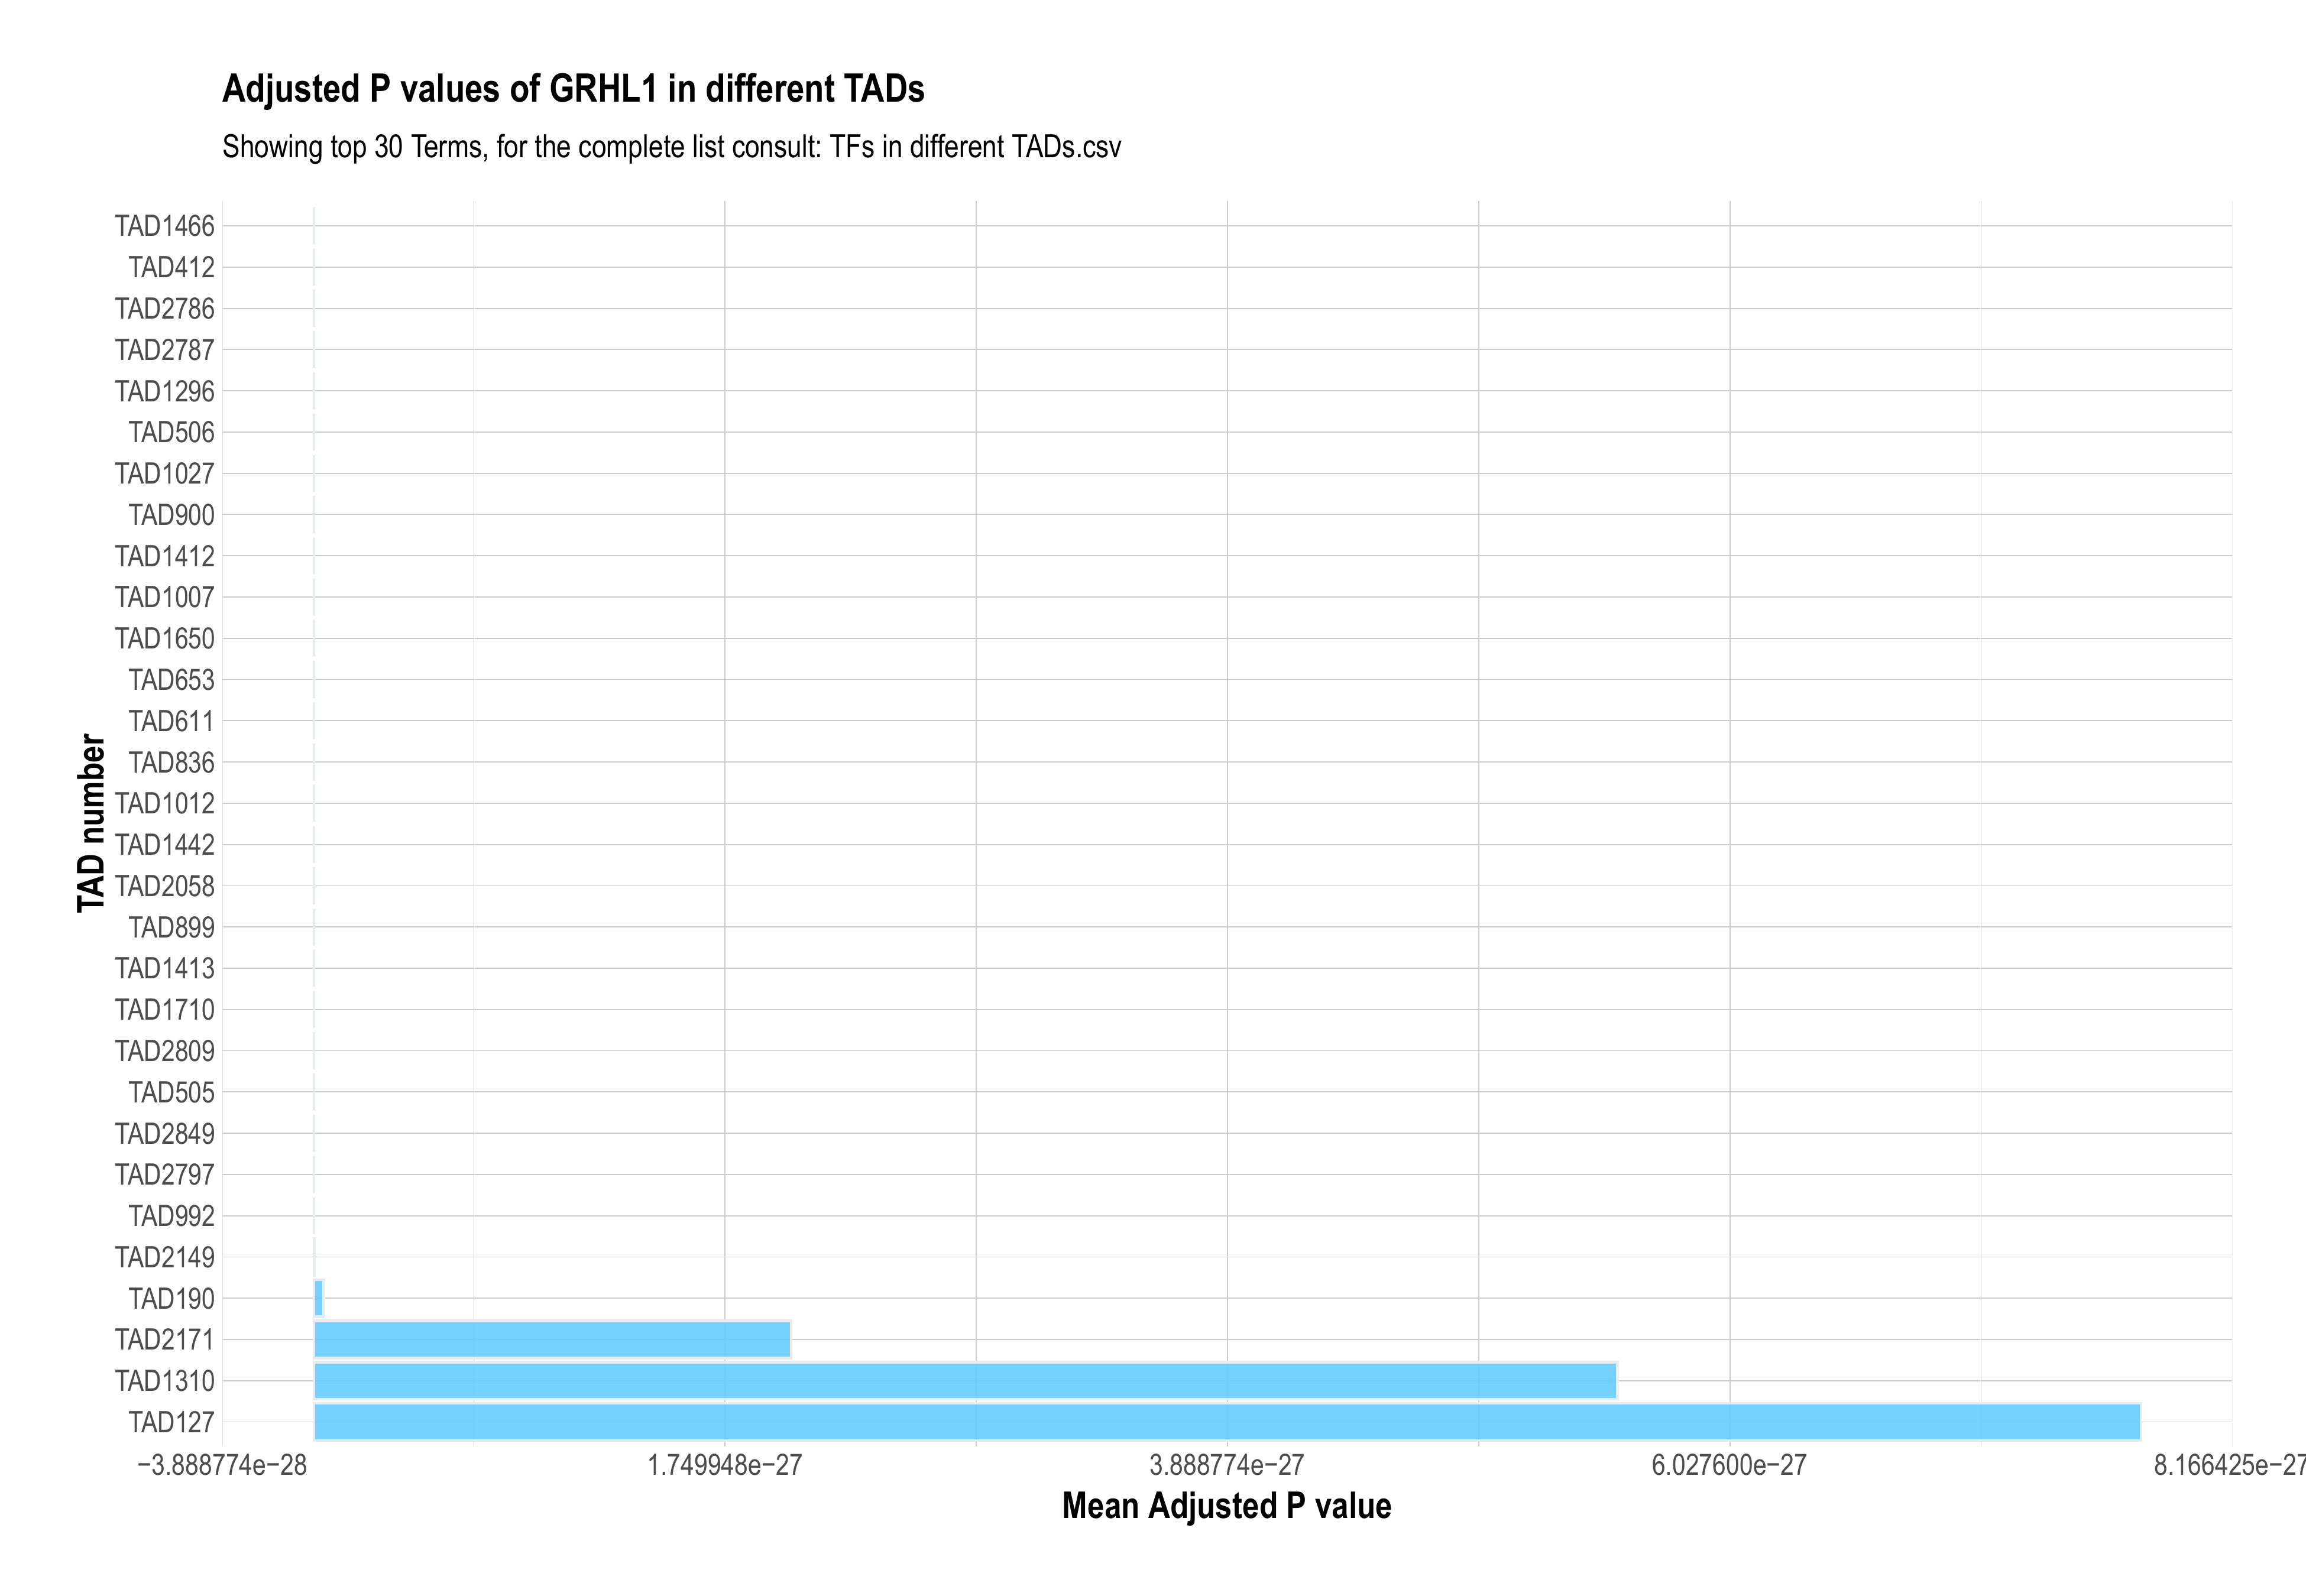 Adjusted P values of GRHL1 in different TADs
Showing top 30 Terms, for the complete list consult: TFs in different TADs.csv
TAD number
TAD1466
TAD412
TAD2786
TAD2787
TAD1296
TAD506
TAD1027
TAD900
TAD1412
TAD1007
TAD1650
TAD653
TAD611
TAD836
TAD1012
TAD1442
TAD2058
TAD899
TAD1413
TAD1710
TAD2809
TAD505
TAD2849
TAD2797
TAD992
TAD2149
TAD190
TAD2171
TAD1310
TAD127
−3.888774e−28 1.749948e−27 3.888774e−27 6.027600e−27 8.166425e−27
Mean Adjusted P value